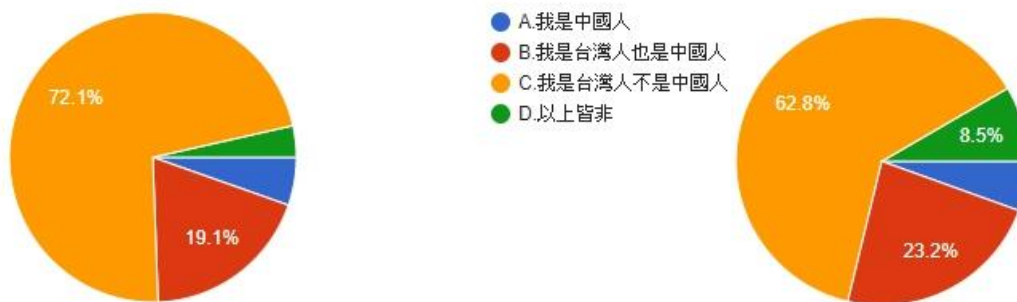 72.1%
19.1%
A.我是中國人
B.我是台灣人也是中國人
C.我是台灣人不是中國人
D.以上皆非
62.8%
8.5%
23.2%